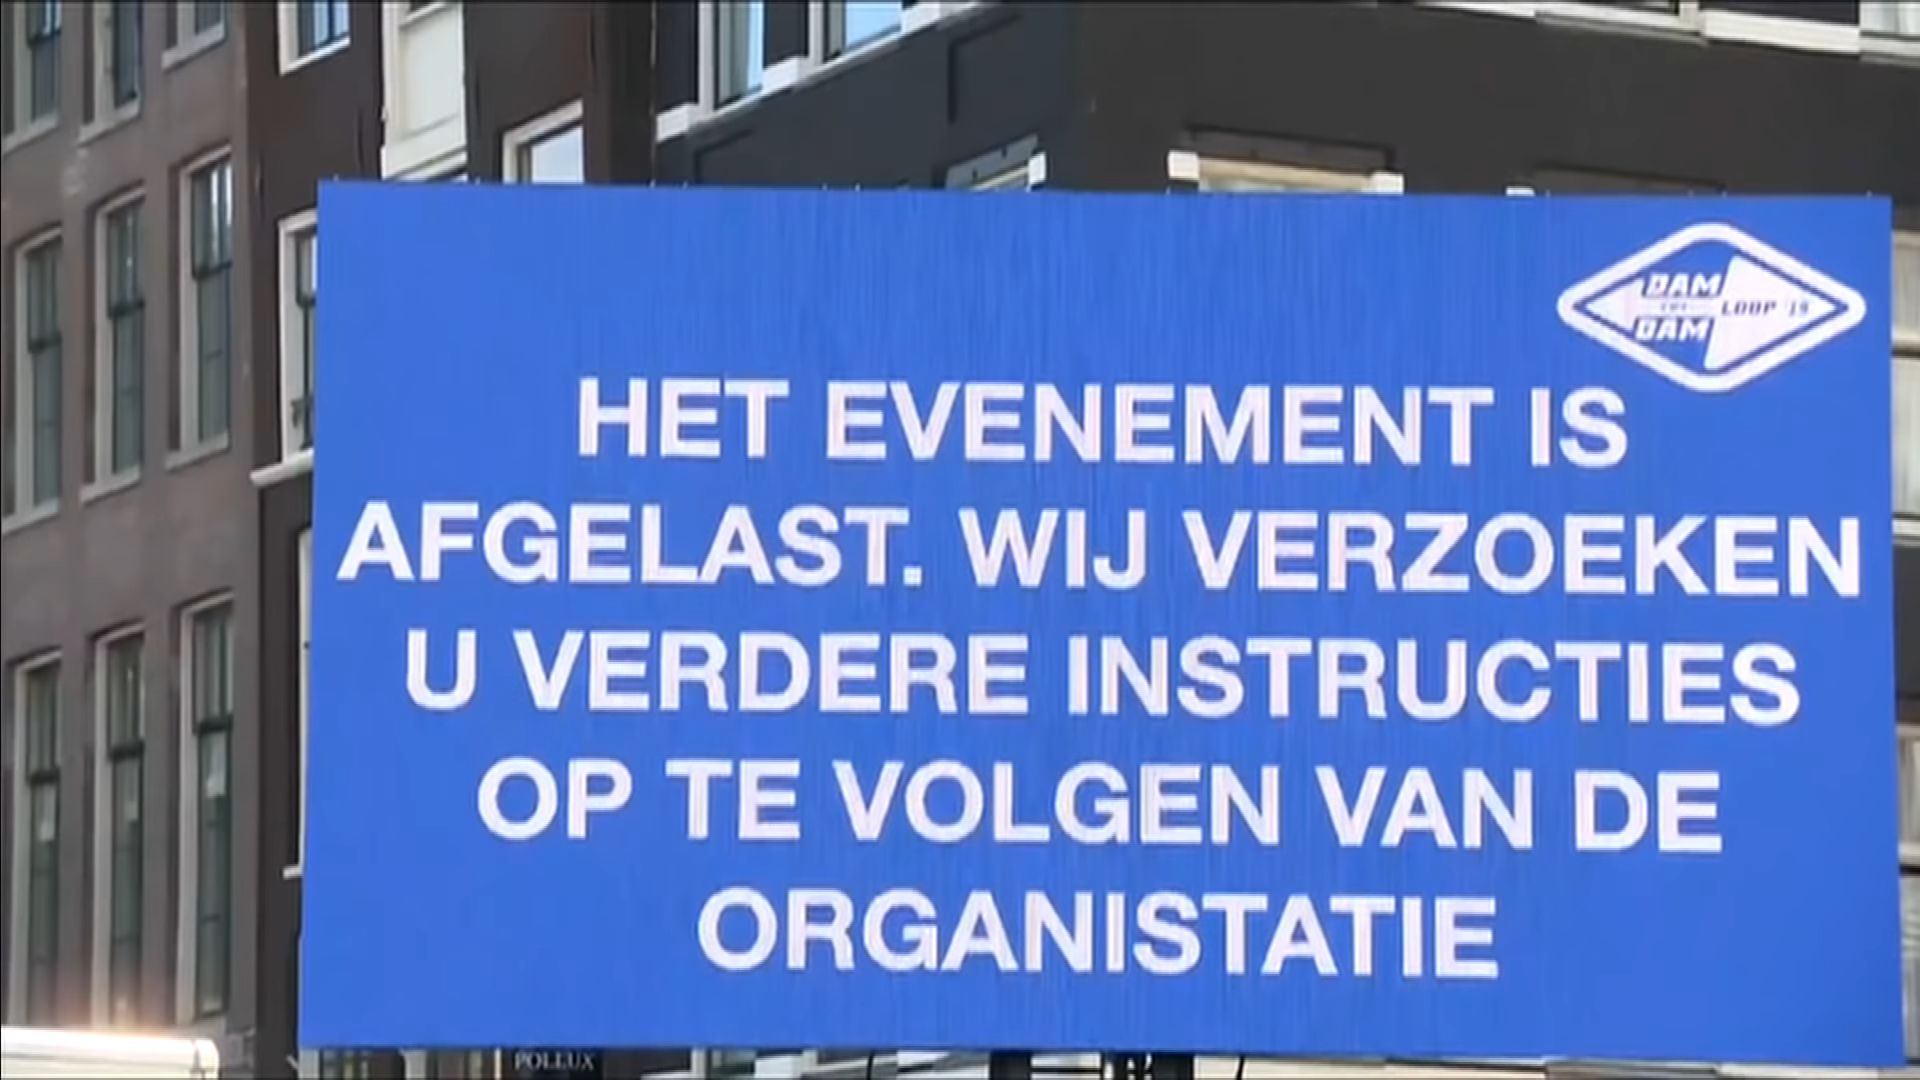 DAM
LOOP '19
DAM
HET EVENEMENT IS
AFGELAST. WIJ VERZOEKEN
U VERDERE INSTRUCTIES
OP TE VOLGEN VAN DE
ORGANISTATIE
POLLUX